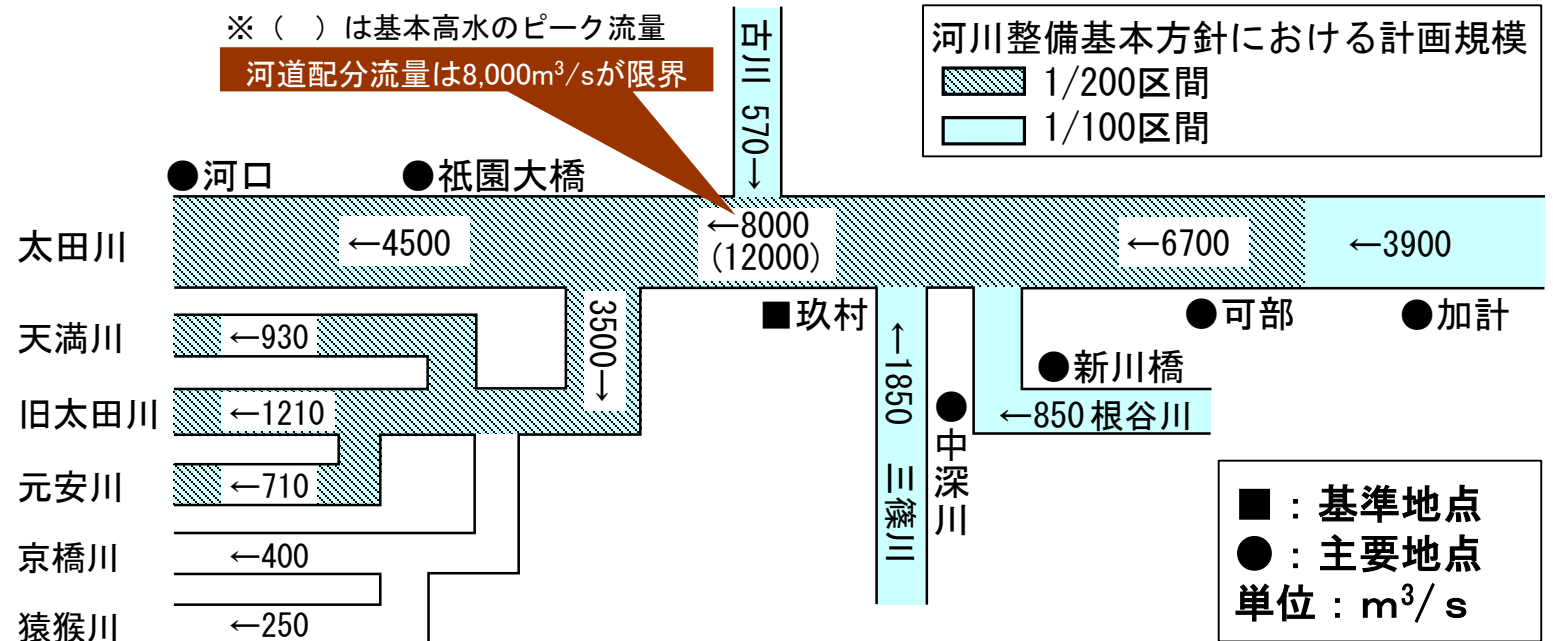 ※（　）は基本高水のピーク流量
河道配分流量は8,000m³/sが限界
河川整備基本方針における計画規模
1/200区間
1/100区間
古川 570→
●河口
●祇園大橋
太田川
←4500
←8000
(12000)
←6700
←3900
■玖村
●可部
●加計
3500→
天満川
←930
←1850 三篠川
●中深川
●新川橋
←850 根谷川
旧太田川
←1210
元安川
←710
京橋川
←400
猿猴川
←250
■：基準地点
●：主要地点
単位：m³/s